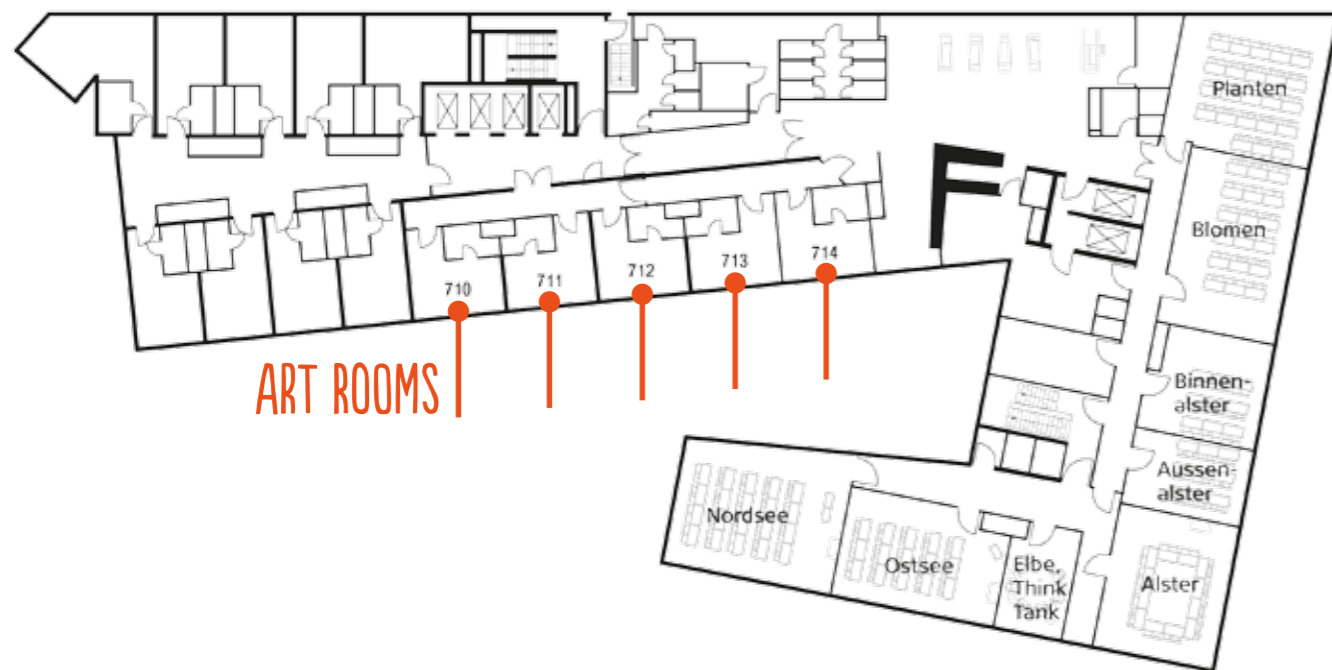 Planten
Blomen
714
713
712
711
710
ART ROOMS
Binnen-
alster
Aussen-
alster
Nordsee
Ostsee
Elbe,
Think
Tank
Alster